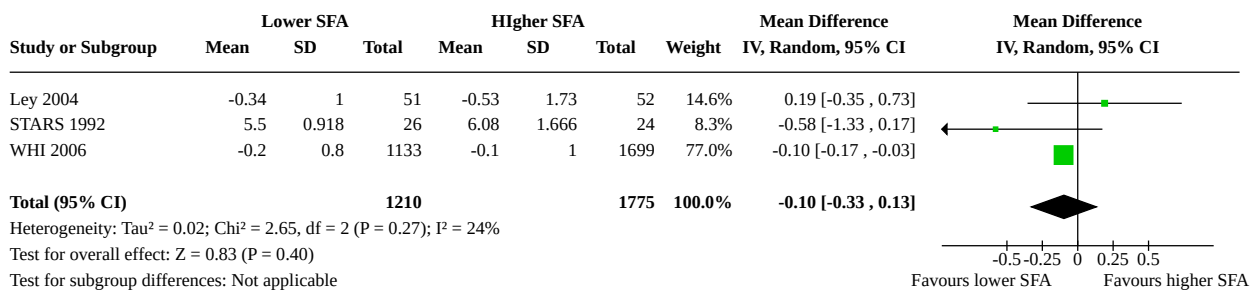 Lower SFA HIgher SFA Mean Difference Mean Difference
Study or Subgroup Mean SD Total Mean SD Total Weight IV, Random, 95% CI IV, Random, 95% CI
Ley 2004 -0.34 1 51 -0.53 1.73 52 14.6% 0.19 [-0.35 , 0.73]
STARS 1992 5.5 0.918 26 6.08 1.666 24 8.3% -0.58 [-1.33 , 0.17]
WHI 2006 -0.2 0.8 1133 -0.1 1 1699 77.0% -0.10 [-0.17 , -0.03]
Total (95% CI) 1210 1775 100.0% -0.10 [-0.33 , 0.13]
Heterogeneity: Tau² = 0.02; Chi² = 2.65, df = 2 (P = 0.27); I² = 24%
Test for overall effect: Z = 0.83 (P = 0.40)
-0.5 -0.25 0 0.25 0.5
Test for subgroup differences: Not applicable
Favours lower SFA Favours higher SFA